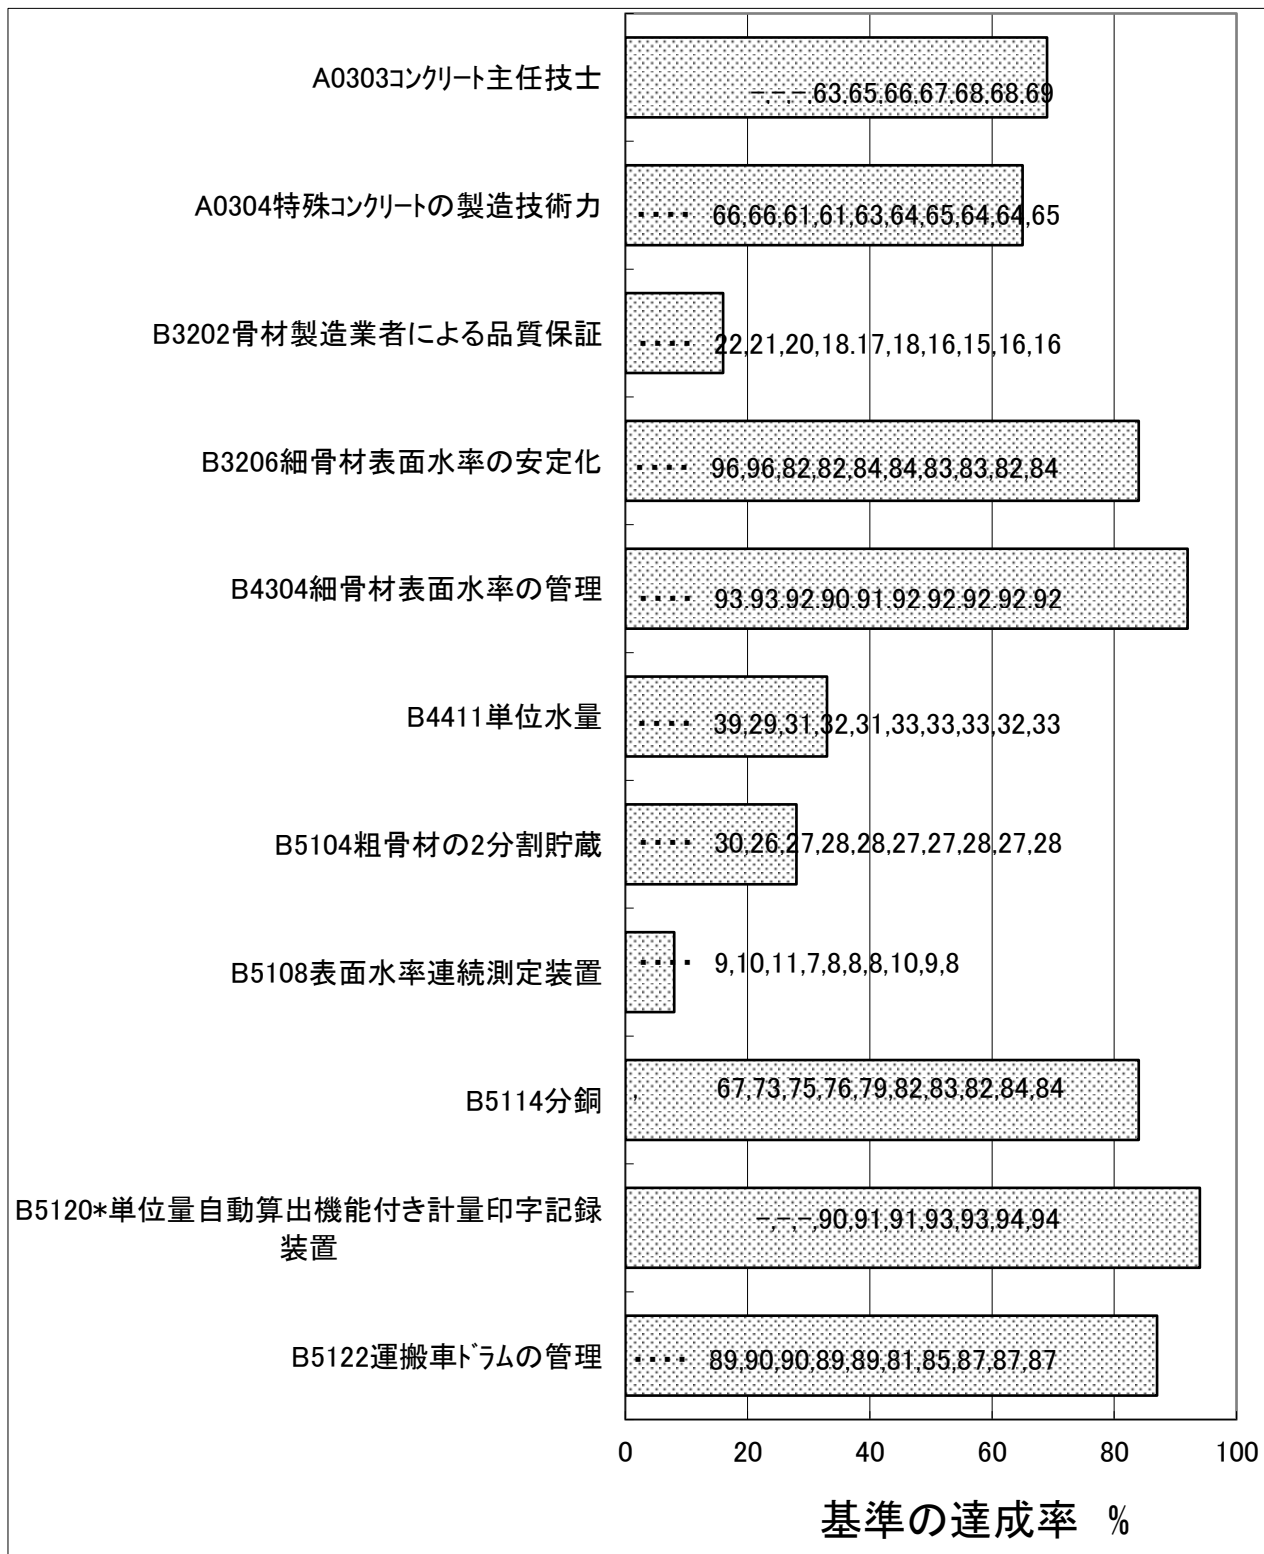 A0303コンクリート主任技士
－,－,－,63.65.66.67.68.68.69
A0304特殊コンクリートの製造技術力
････ 66,66,61,61,63,64,65,64,64,65
B3202骨材製造業者による品質保証
････ 22,21,20,18.17,18,16,15,16,16
B3206細骨材表面水率の安定化
････ 96,96,82,82,84,84,83,83,82,84
B4304細骨材表面水率の管理
････ 93.93.92.90.91.92.92.92.92.92
B4411単位水量
････ 39,29,31,32,31,33,33,33,32,33
B5104粗骨材の2分割貯蔵
････ 30,26,27,28,28,27,27,28,27,28
B5108表面水率連続測定装置
････ 9,10,11,7,8,8,8,10,9,8
B5114分銅
, 67,73,75,76,79,82,83,82,84,84
B5120*単位量自動算出機能付き計量印字記録
装置
－,－,－,90,91,91,93,93,94,94
B5122運搬車ドラムの管理
････ 89,90,90,89,89,81,85,87,87,87
0 20 40 60 80 100
基準の達成率 %